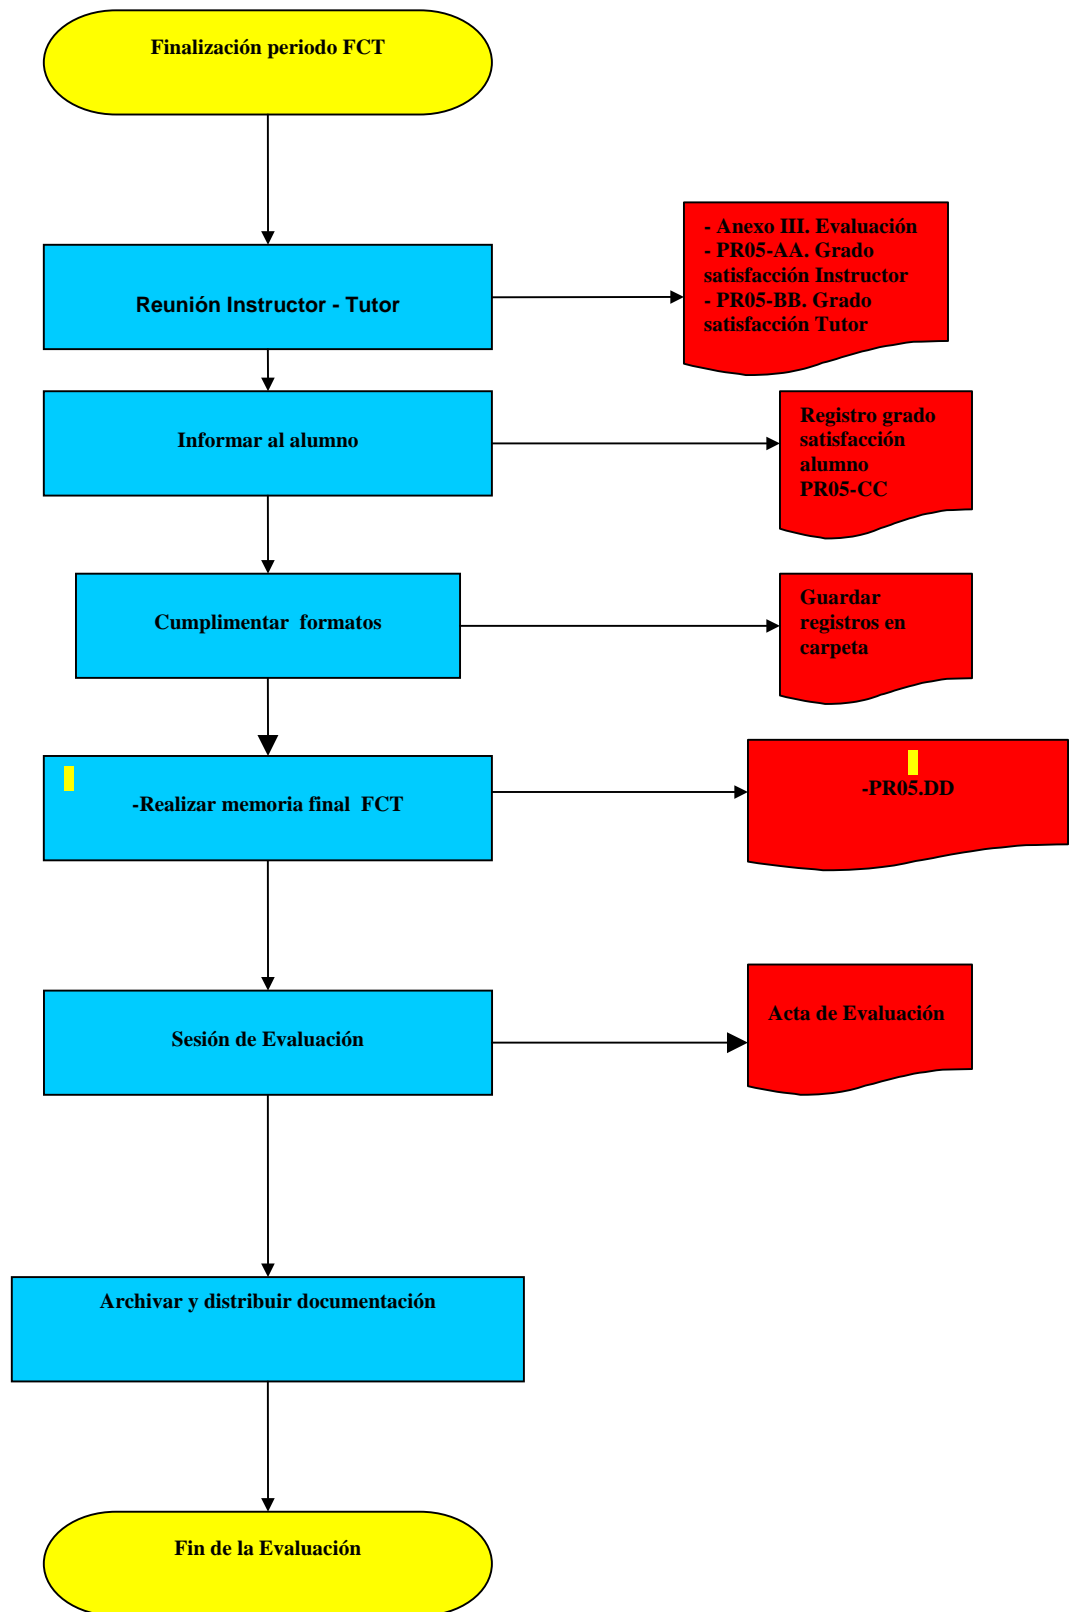 Finalización periodo FCT
- Anexo III. Evaluación
- PR05-AA. Grado
satisfacción Instructor
- PR05-BB. Grado
satisfacción Tutor
Reunión Instructor - Tutor
Informar al alumno
Registro grado
satisfacción
alumno
PR05-CC
Cumplimentar  formatos
Guardar
registros en
carpeta
-Realizar memoria final  FCT
-PR05.DD
Sesión de Evaluación
Acta de Evaluación
Archivar y distribuir documentación
Fin de la Evaluación